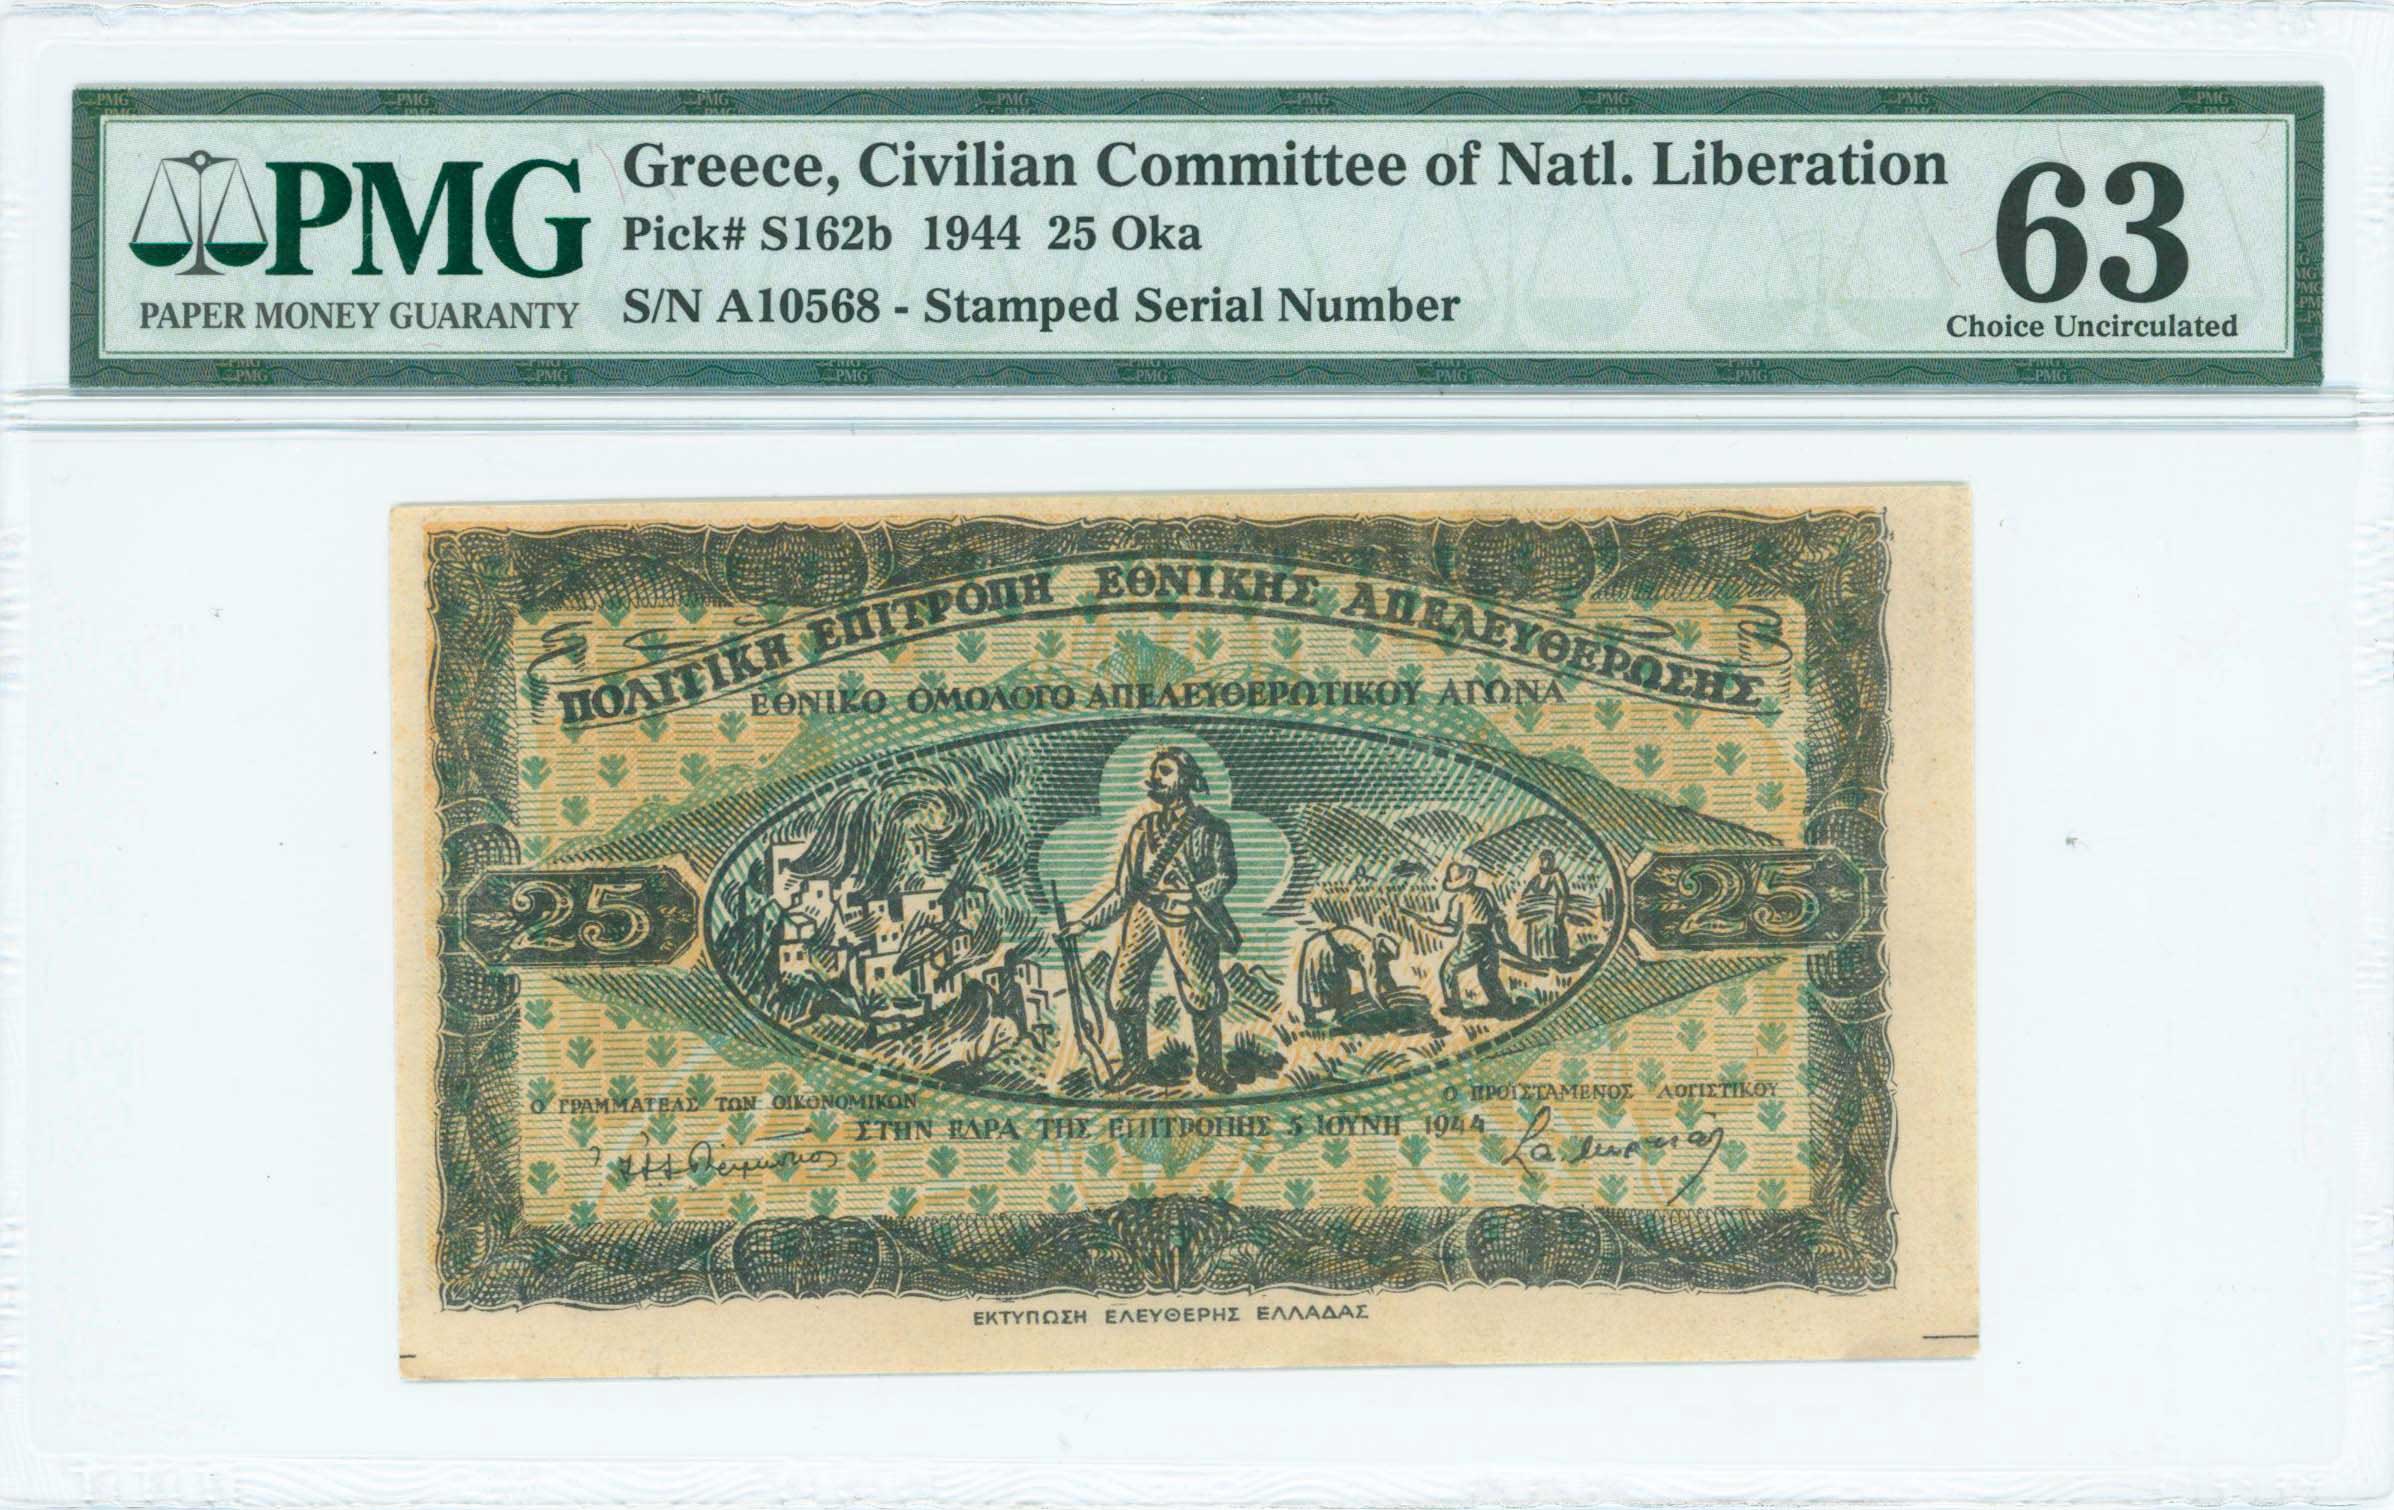 PMG
PAPER MONEY GUARANTY
Greece, Civilian Committee of Natl. Liberation
Pick# S162b 1944 25 Oka
S/N A10568 - Stamped Serial Number
63
Choice Uncirculated
ΠΟΛΙΤΙΚΗ ΕΠΙΤΡΟΠΗ ΕΘΝΙΚΗΣ ΑΠΕΛΕΥΘΕΡΩΣΗΣ
ΕΘΝΙΚΟ ΟΜΟΛΟΓΟ ΑΠΕΛΕΥΘΕΡΩΤΙΚΟΥ ΑΓΩΝΑ
25 25
Ο ΓΡΑΜΜΑΤΕΑΣ ΤΩΝ ΟΙΚΟΝΟΜΙΚΩΝ
Ο ΠΡΟΪΣΤΑΜΕΝΟΣ ΛΟΓΙΣΤΙΚΟΥ
ΣΤΗΝ ΕΔΡΑ ΤΗΣ ΕΠΙΤΡΟΠΗΣ 5 ΙΟΥΝΗ 1944
ΕΚΤΥΠΩΣΗ ΕΛΕΥΘΕΡΗΣ ΕΛΛΑΔΑΣ